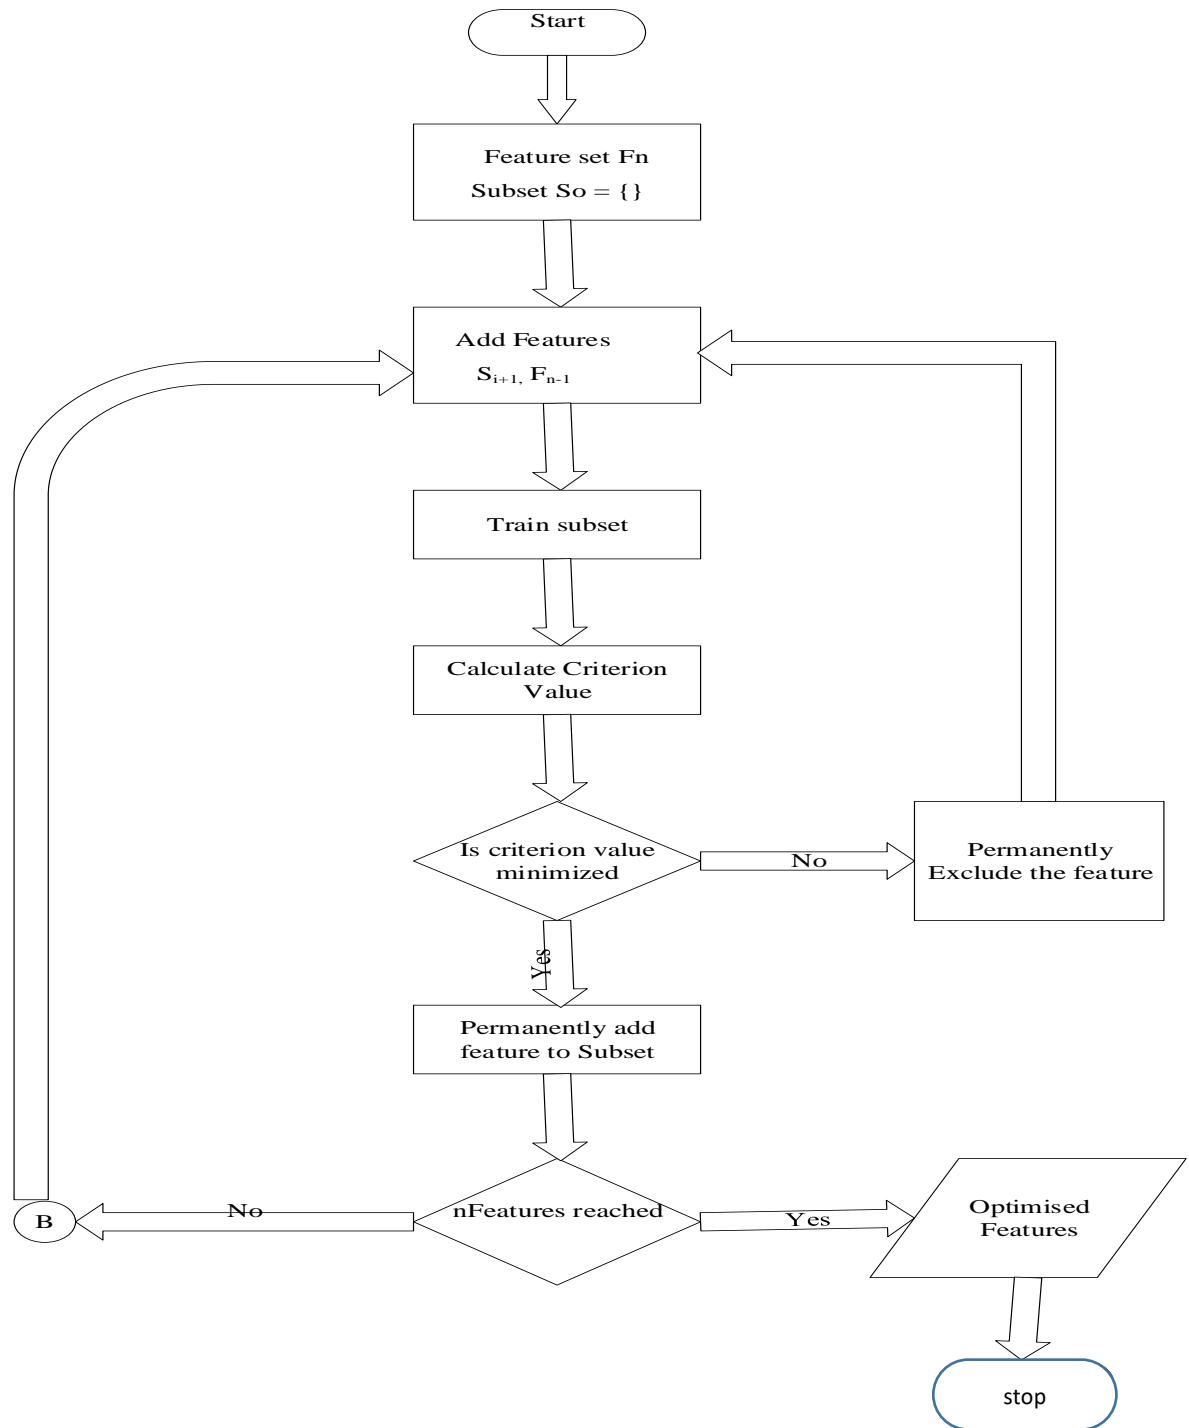 Start
Feature set Fn
Subset So = {}
Add Features
Si+1, Fn-1
Train subset
Calculate Criterion
Value
Is criterion value
minimized
No
Permanently
Exclude the feature
Yes
Permanently add
feature to Subset
nFeatures reached
No
B
Yes
Optimised
Features
stop